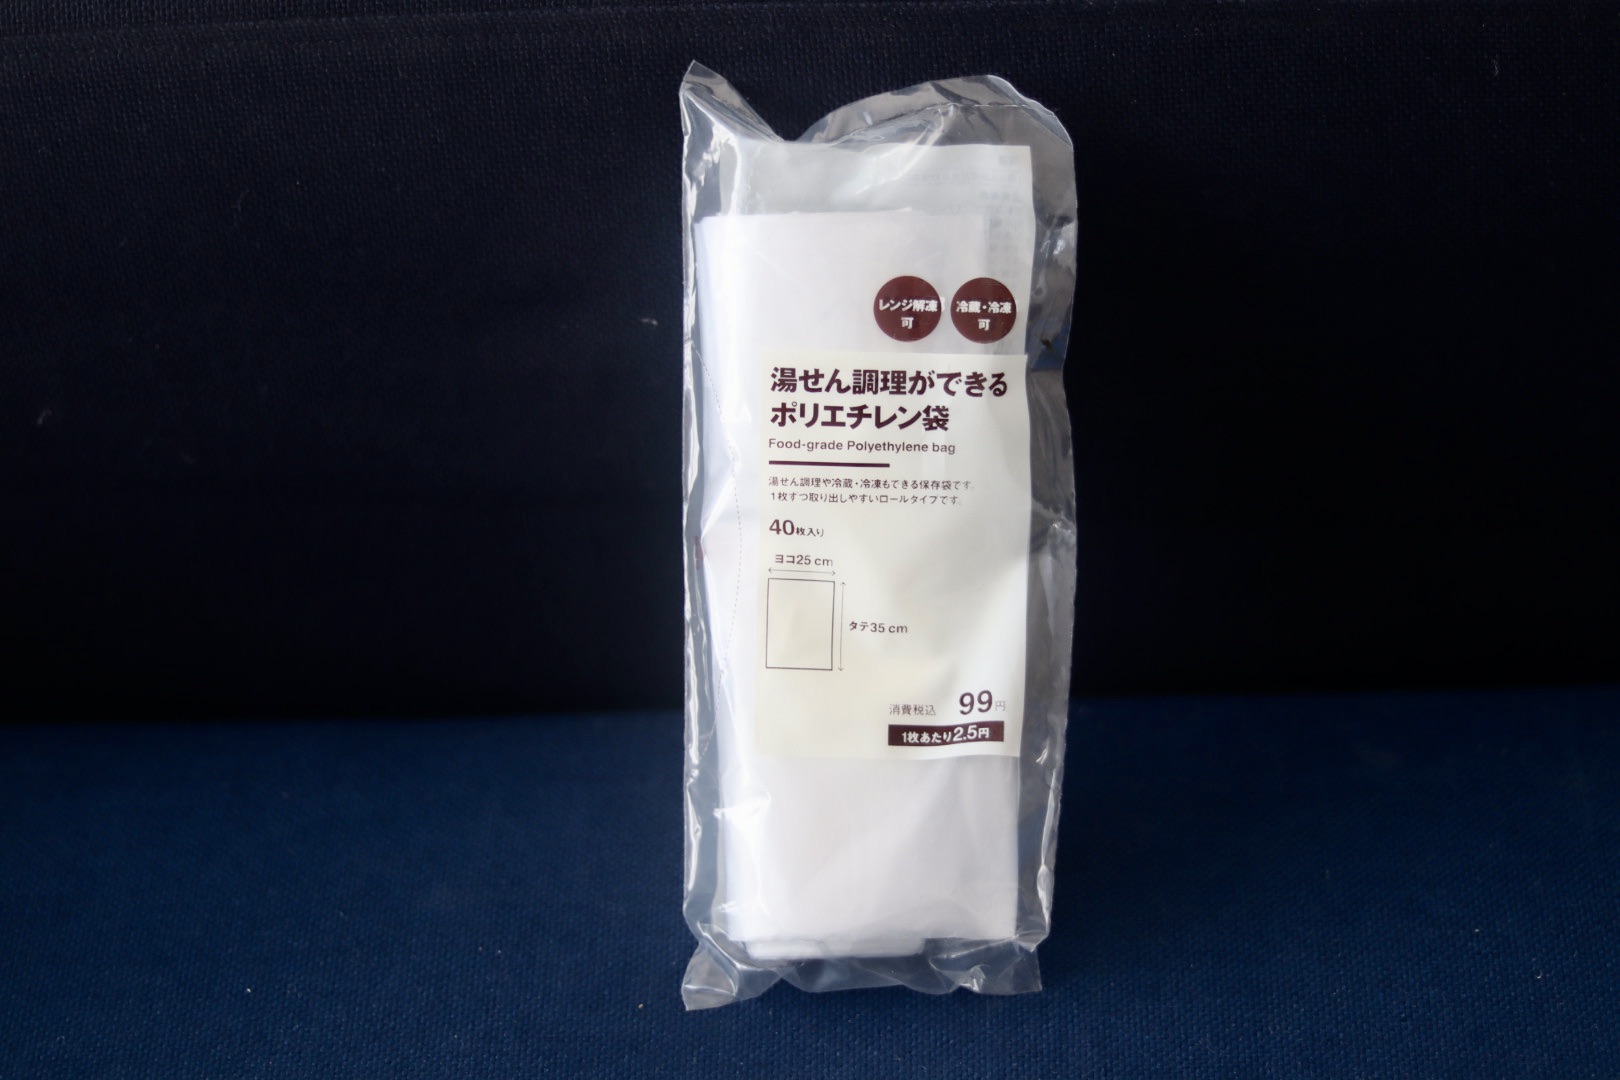 レンジ解凍
可
冷蔵・冷凍
可
湯せん調理ができる
ポリエチレン袋
Food-grade Polyethylene bag
湯せん調理や冷蔵・冷凍もできる保存袋です。
1枚ずつ取り出しやすいロールタイプです。
40枚入り
ヨコ25cm
タテ35cm
消費税込 99円
1枚あたり2.5円